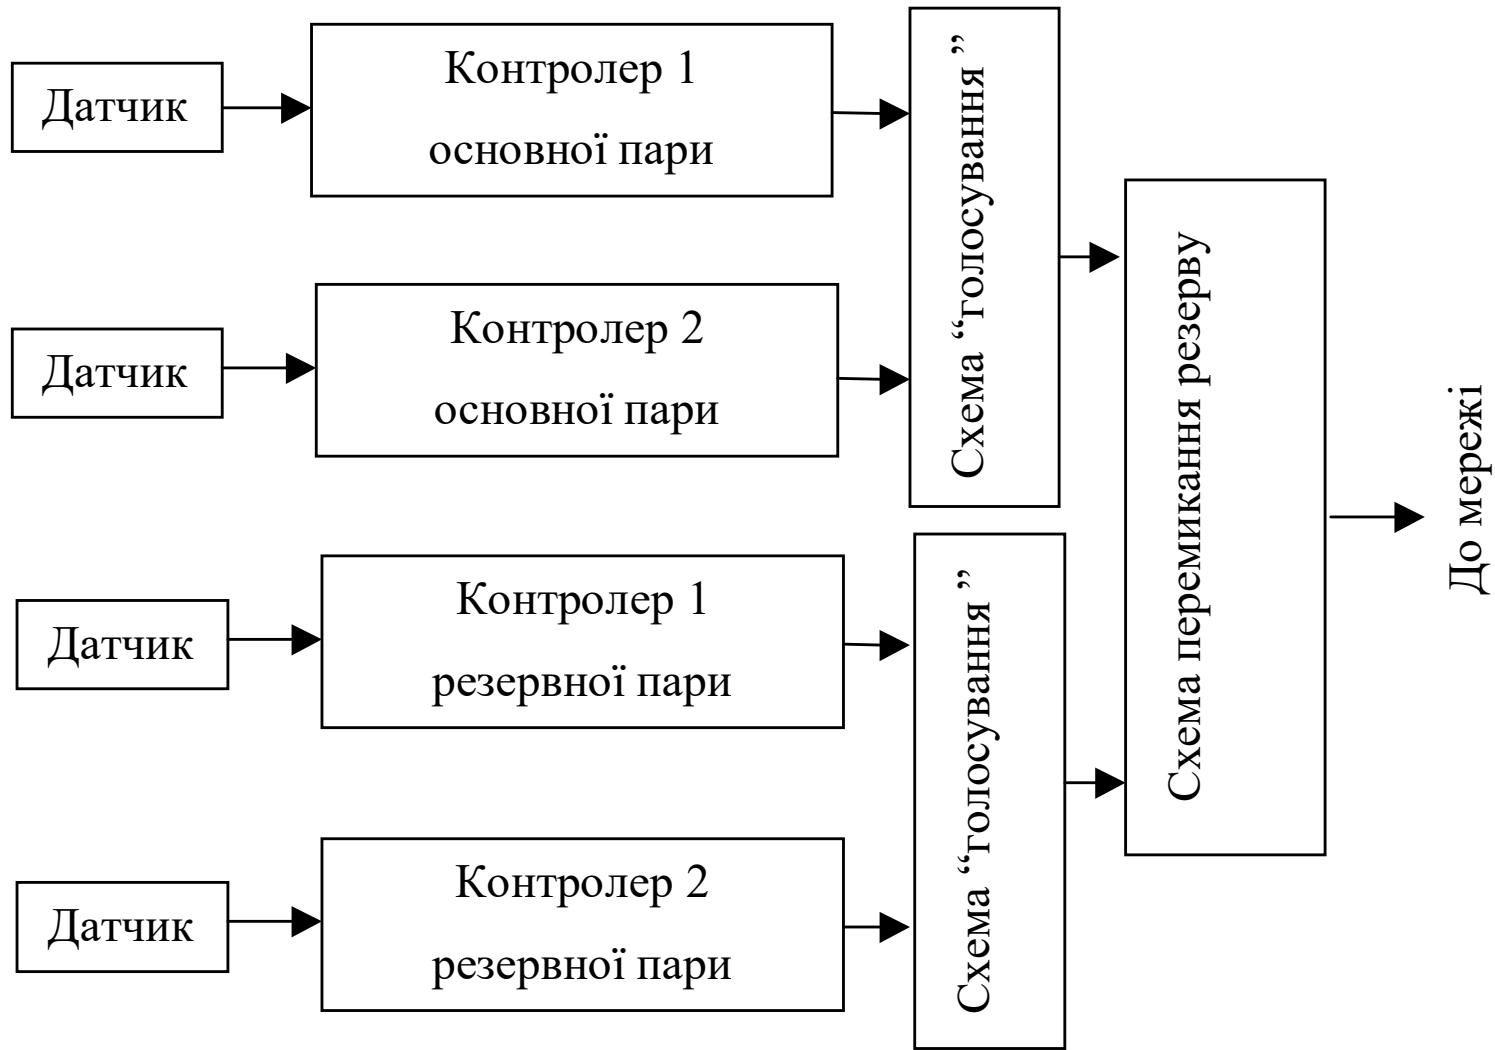 Датчик
Контролер 1
основної пари
Датчик
Контролер 2
основної пари
Схема “голосування”
Датчик
Контролер 1
резервної пари
Датчик
Контролер 2
резервної пари
Схема “голосування”
Схема перемикання резерву
До мережі